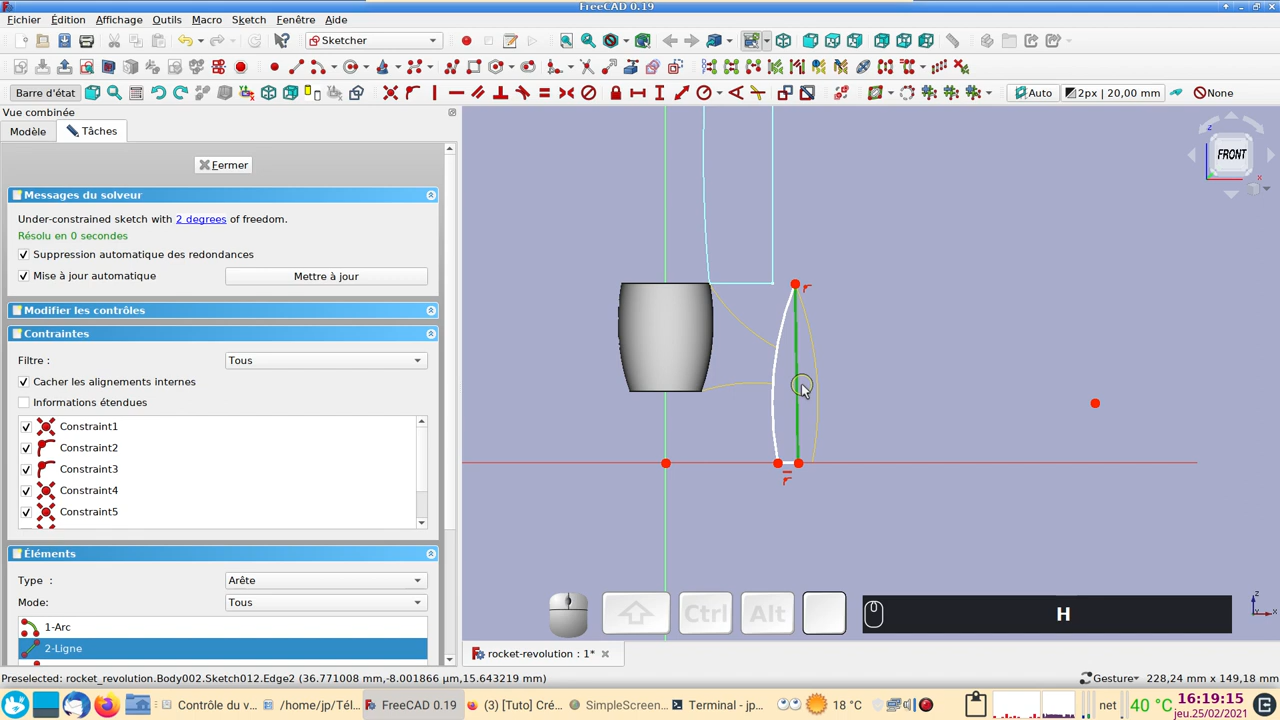 FreeCAD 0.19
Fichier Édition Affichage Outils Macro Sketch Fenêtre Aide
Sketcher
Barre d'état Auto 2px | 20,00 mm None
Vue combinée
Modèle Tâches
Fermer
Messages du solveur
Under-constrained sketch with 2 degrees of freedom.
Résolu en 0 secondes
Suppression automatique des redondances
Mise à jour automatique Mettre à jour
Modifier les contrôles
Contraintes
Filtre : Tous
Cacher les alignements internes
Informations étendues
Constraint1
Constraint2
Constraint3
Constraint4
Constraint5
Éléments
Type : Arête
Mode: Tous
1-Arc
2-Ligne
FRONT
z
x
Ctrl Alt H
rocket-revolution : 1*
Preselected: rocket_revolution.Body002.Sketch012.Edge2 (36.771008 mm,-8.001866 µm,15.643219 mm) Gesture 228,24 mm x 149,18 mm
Contrôle du v... /home/jp/Tél... FreeCAD 0.19 (3) [Tuto] Cré... SimpleScreen... Terminal - jp... 18 °C net 40 °C 16:19:15
jeu.25/02/2021